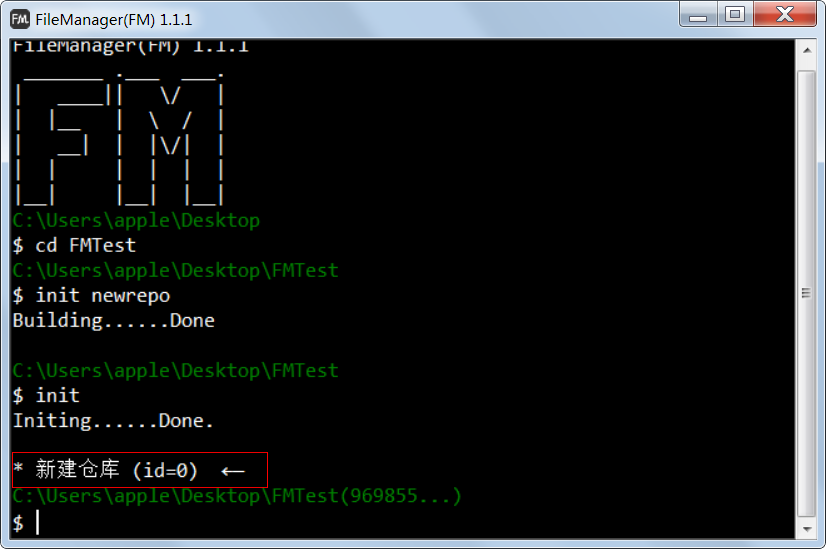 FileManager(FM) 1.1.1
FileManager(FM) 1.1.1
C:\Users\apple\Desktop
$ cd FMTest
C:\Users\apple\Desktop\FMTest
$ init newrepo
Building......Done
C:\Users\apple\Desktop\FMTest
$ init
Initing......Done.
* 新建仓库 (id=0) ←
C:\Users\apple\Desktop\FMTest(969855...)
$